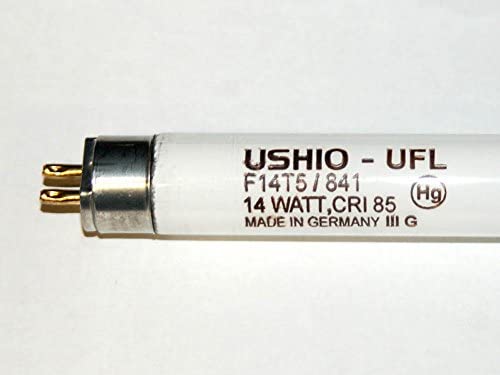 USHIO - UFL
F14T5 / 841
14 WATT, CRI 85
MADE IN GERMANY III G
Hg